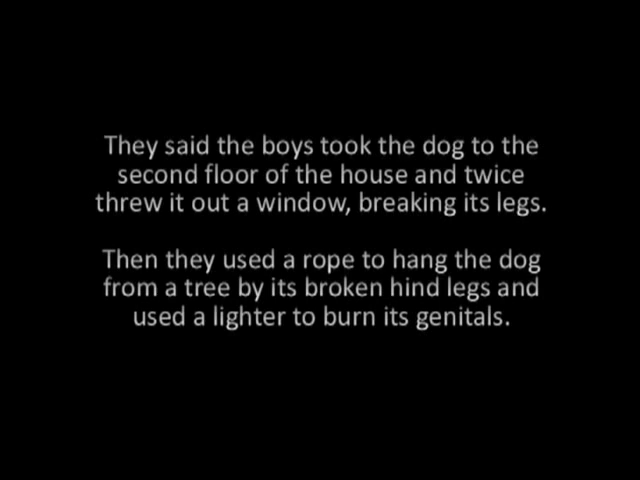 They said the boys took the dog to the
second floor of the house and twice
threw it out a window, breaking its legs.
Then they used a rope to hang the dog
from a tree by its broken hind legs and
used a lighter to burn its genitals.